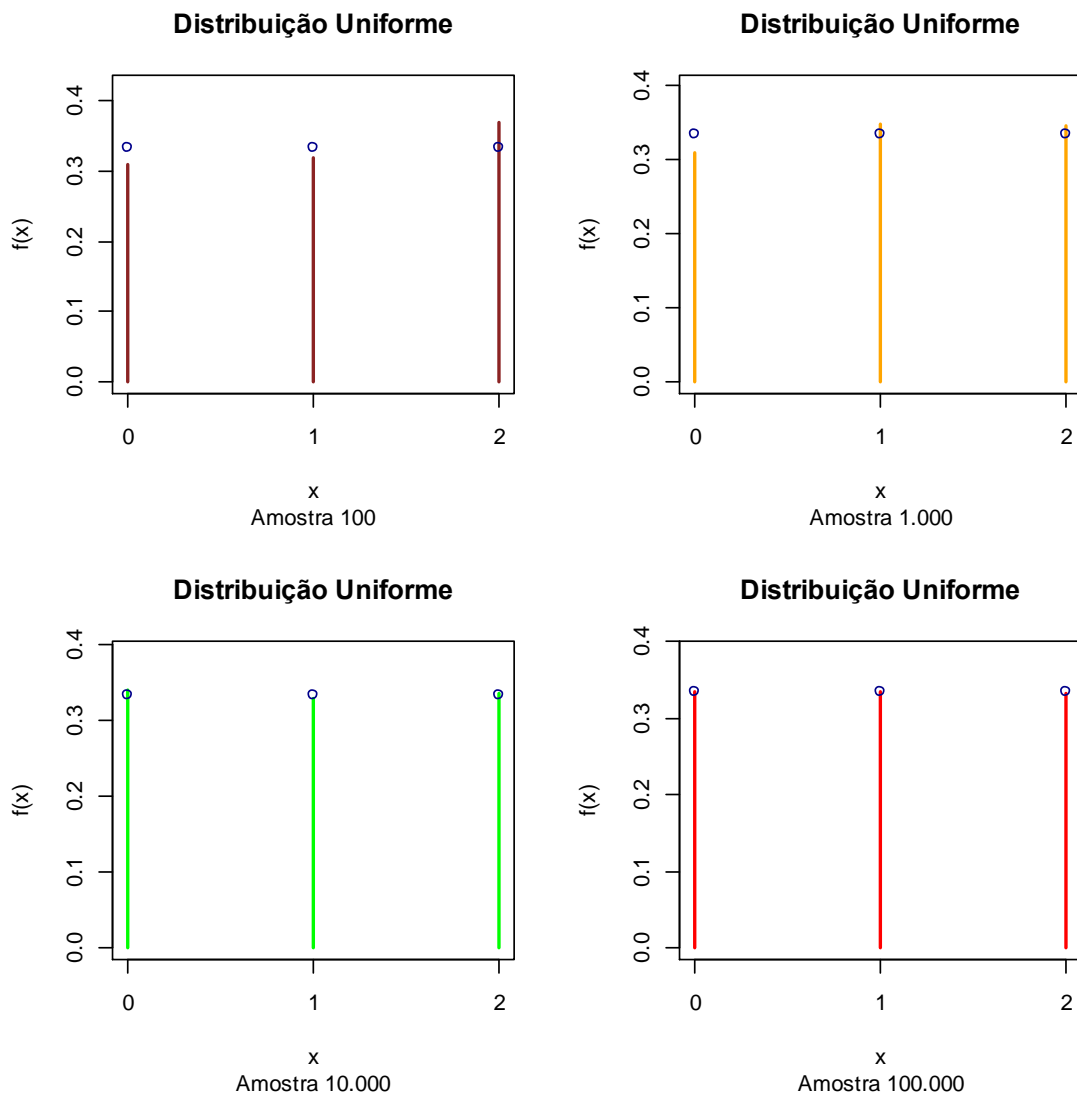 Distribuição Uniforme
f(x)
0.4
0.3
0.2
0.1
0.0
0 1 2
x
Amostra 100
Distribuição Uniforme
f(x)
0.4
0.3
0.2
0.1
0.0
0 1 2
x
Amostra 1.000
Distribuição Uniforme
f(x)
0.4
0.3
0.2
0.1
0.0
0 1 2
x
Amostra 10.000
Distribuição Uniforme
f(x)
0.4
0.3
0.2
0.1
0.0
0 1 2
x
Amostra 100.000